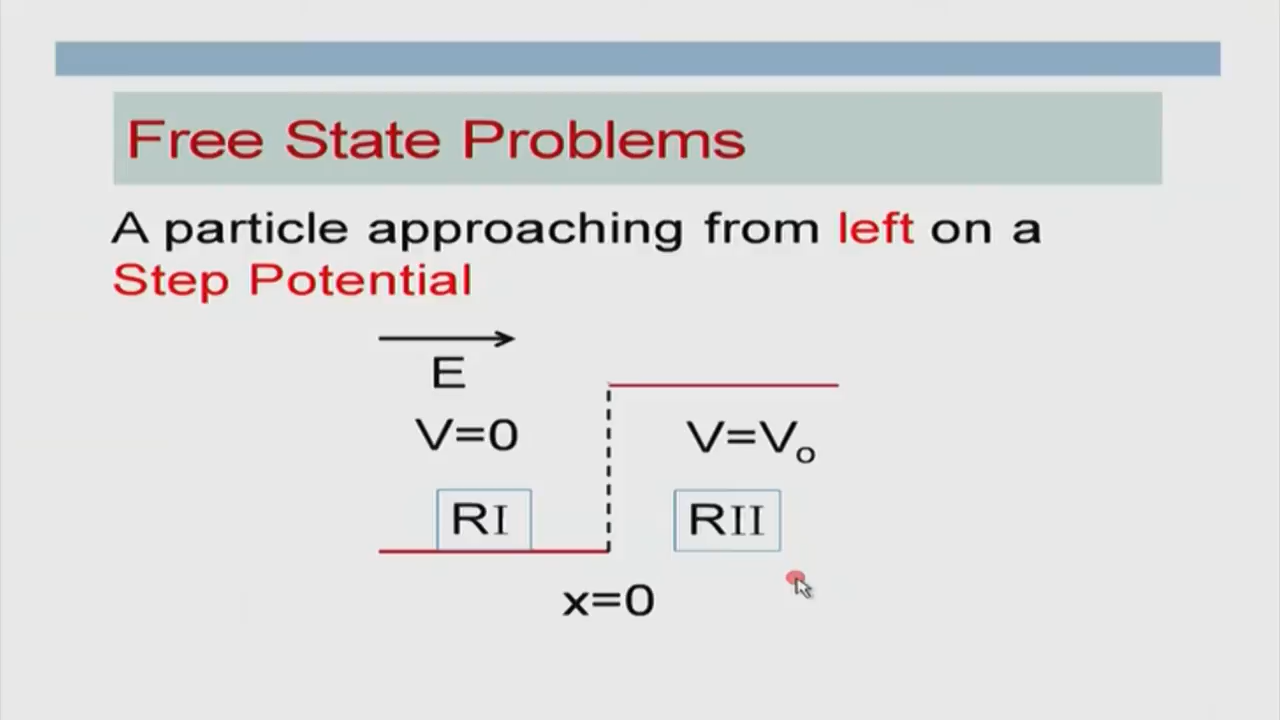 Free State Problems
A particle approaching from left on a
Step Potential
E
V=0
V=Vo
RI
RII
x=0